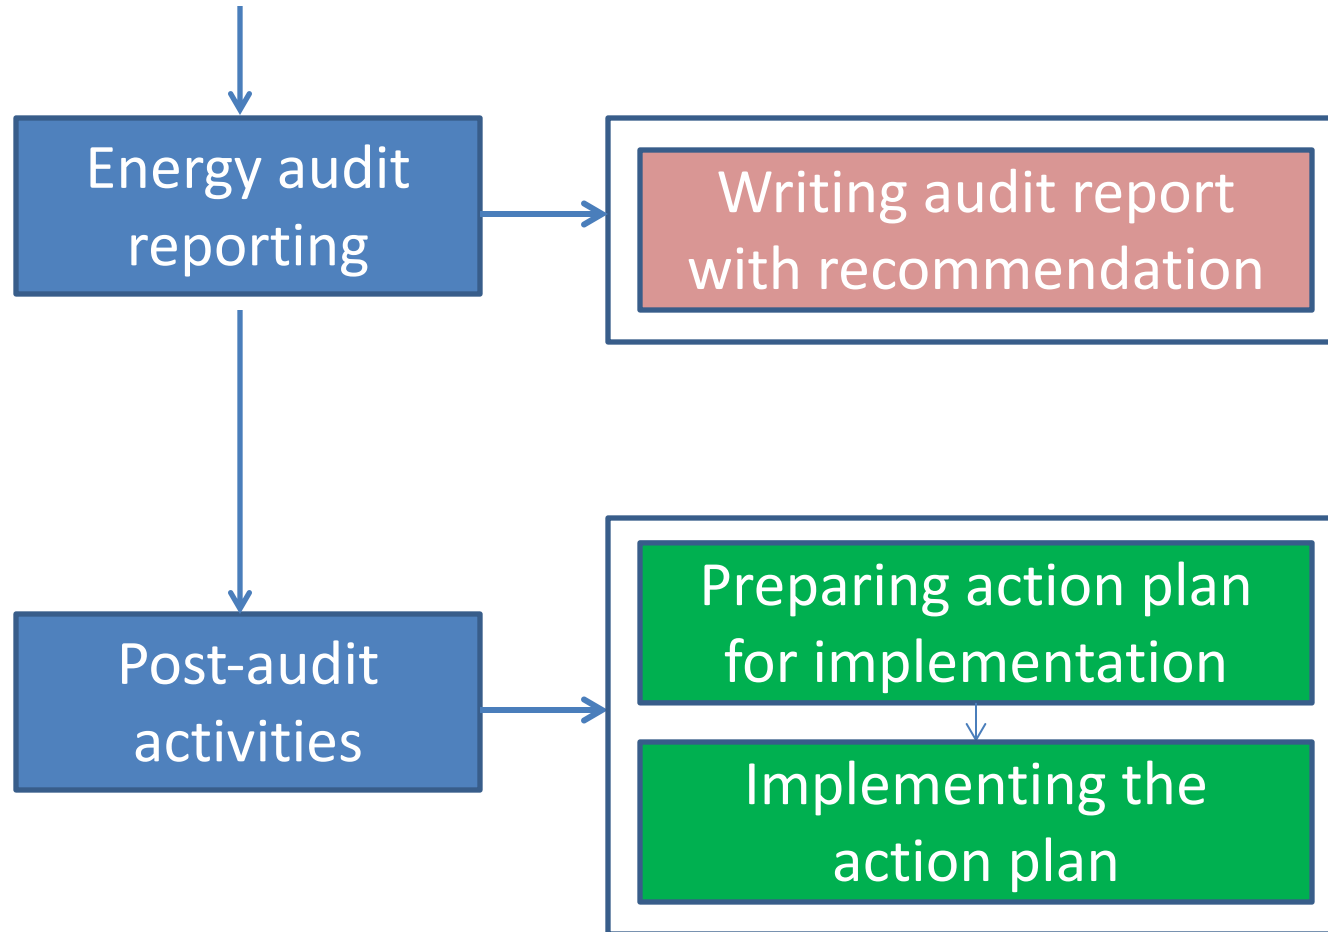 Energy audit
reporting
Writing audit report
with recommendation
Post-audit
activities
Preparing action plan
for implementation
Implementing the
action plan